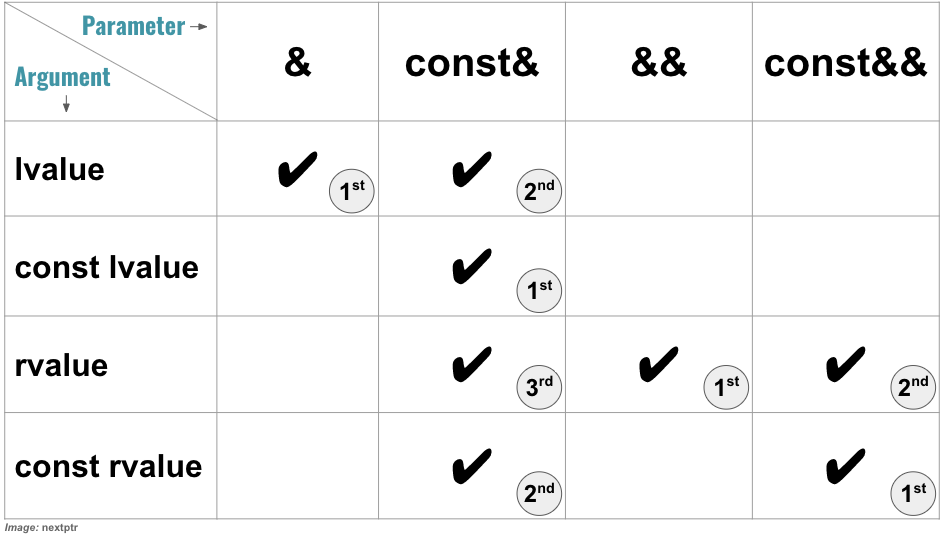 Parameter →
Argument
↓
& const& && const&&
lvalue ✔ 1st ✔ 2nd
const lvalue ✔ 1st
rvalue ✔ 3rd ✔ 1st ✔ 2nd
const rvalue ✔ 2nd ✔ 1st
Image: nextptr